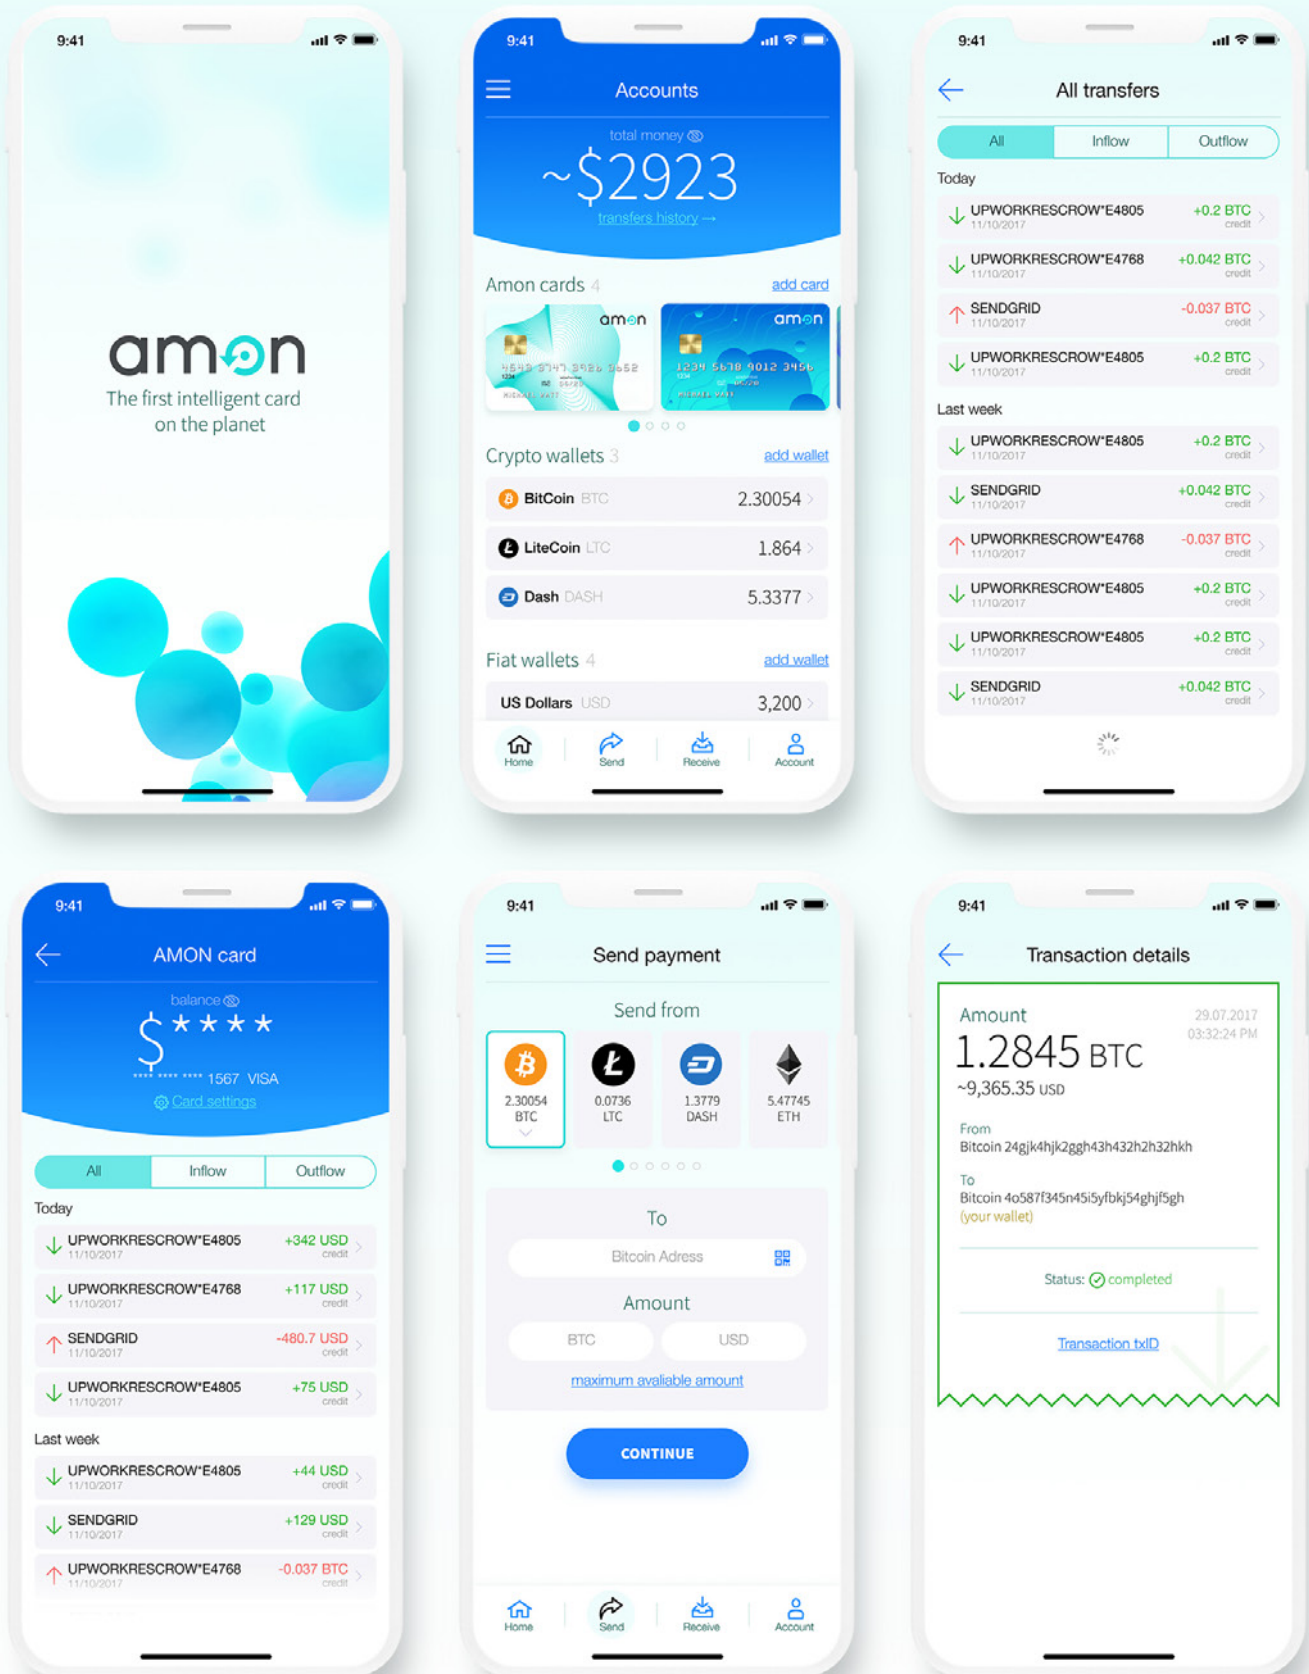 9:41
amon
The first intelligent card
on the planet
9:41
Accounts
total money
~$2923
transfers history →
Amon cards 4
add card
amon
1234
MICHAEL WATT
amon
1234 5678 9012 3456
1234
Crypto wallets 3
add wallet
BitCoin BTC
2.30054
LiteCoin LTC
1.864
Dash DASH
5.3377
Fiat wallets 4
add wallet
US Dollars USD
3,200
Home
Send
Receive
Account
9:41
All transfers
All
Inflow
Outflow
Today
UPWORKRESCROW*E4805
+0.2 BTC
11/10/2017
credit
UPWORKRESCROW*E4768
+0.042 BTC
11/10/2017
credit
SENDGRID
-0.037 BTC
11/10/2017
credit
UPWORKRESCROW*E4805
+0.2 BTC
11/10/2017
credit
Last week
UPWORKRESCROW*E4805
+0.2 BTC
11/10/2017
credit
SENDGRID
+0.042 BTC
11/10/2017
credit
UPWORKRESCROW*E4768
-0.037 BTC
11/10/2017
credit
UPWORKRESCROW*E4805
+0.2 BTC
11/10/2017
credit
UPWORKRESCROW*E4805
+0.2 BTC
11/10/2017
credit
SENDGRID
+0.042 BTC
11/10/2017
credit
9:41
AMON card
balance
$****
**** **** **** 1567 VISA
Card settings
All
Inflow
Outflow
Today
UPWORKRESCROW*E4805
+342 USD
11/10/2017
credit
UPWORKRESCROW*E4768
+117 USD
11/10/2017
credit
SENDGRID
-480.7 USD
11/10/2017
credit
UPWORKRESCROW*E4805
+75 USD
11/10/2017
credit
Last week
UPWORKRESCROW*E4805
+44 USD
11/10/2017
credit
SENDGRID
+129 USD
11/10/2017
credit
UPWORKRESCROW*E4768
-0.037 BTC
11/10/2017
credit
9:41
Send payment
Send from
2.30054
BTC
0.0736
LTC
1.3779
DASH
5.47745
ETH
To
Bitcoin Adress
Amount
BTC
USD
maximum avaliable amount
CONTINUE
Home
Send
Receive
Account
9:41
Transaction details
Amount
29.07.2017
1.2845 BTC
03:32:24 PM
~9,365.35 USD
From
Bitcoin 24gjk4hjk2ggh43h432h2h32hkh
To
Bitcoin 4o587f345n45i5yfbkj54ghjf5gh
(your wallet)
Status: completed
Transaction txID